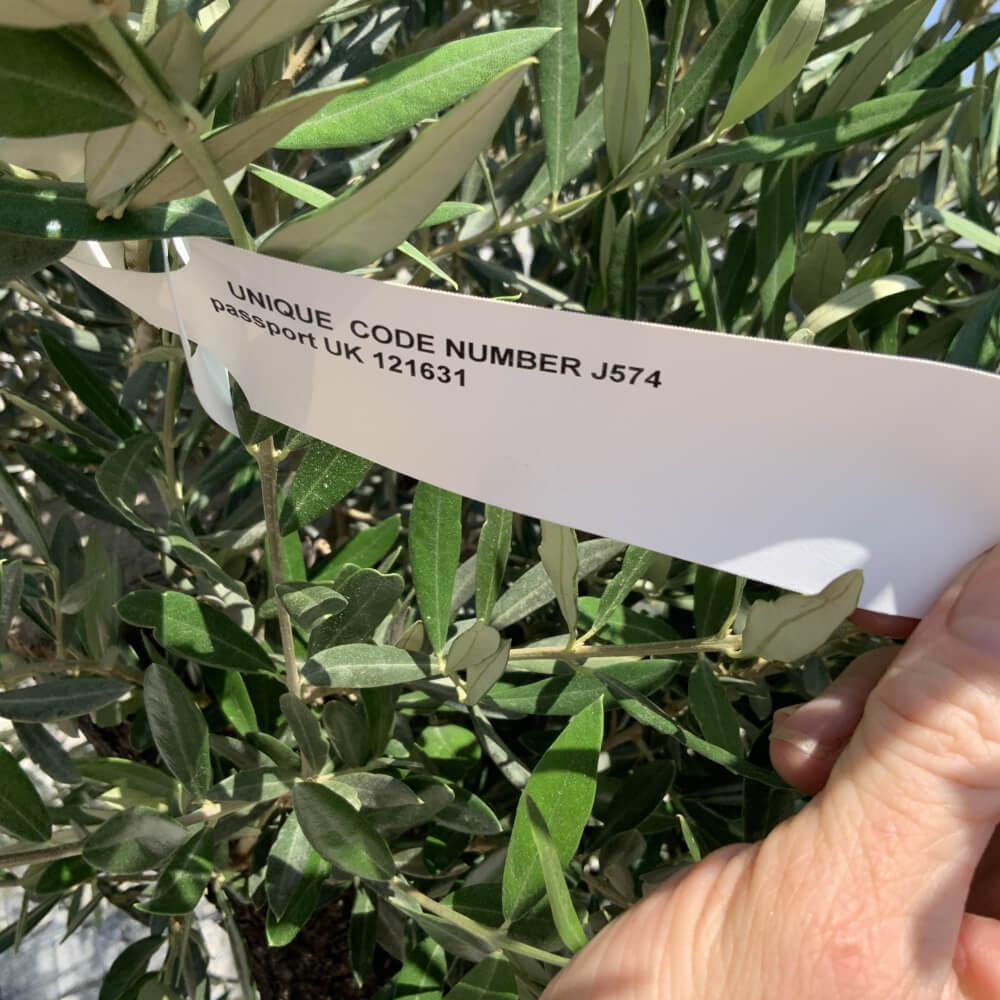 UNIQUE CODE NUMBER J574
passport UK 121631